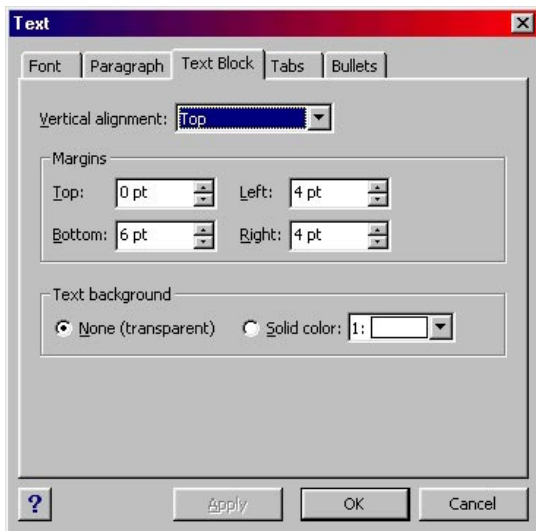 Text
Font Paragraph Text Block Tabs Bullets
Vertical alignment: Top
Margins
Top: 0 pt Left: 4 pt
Bottom: 6 pt Right: 4 pt
Text background
None (transparent) Solid color: 1:
? Apply OK Cancel